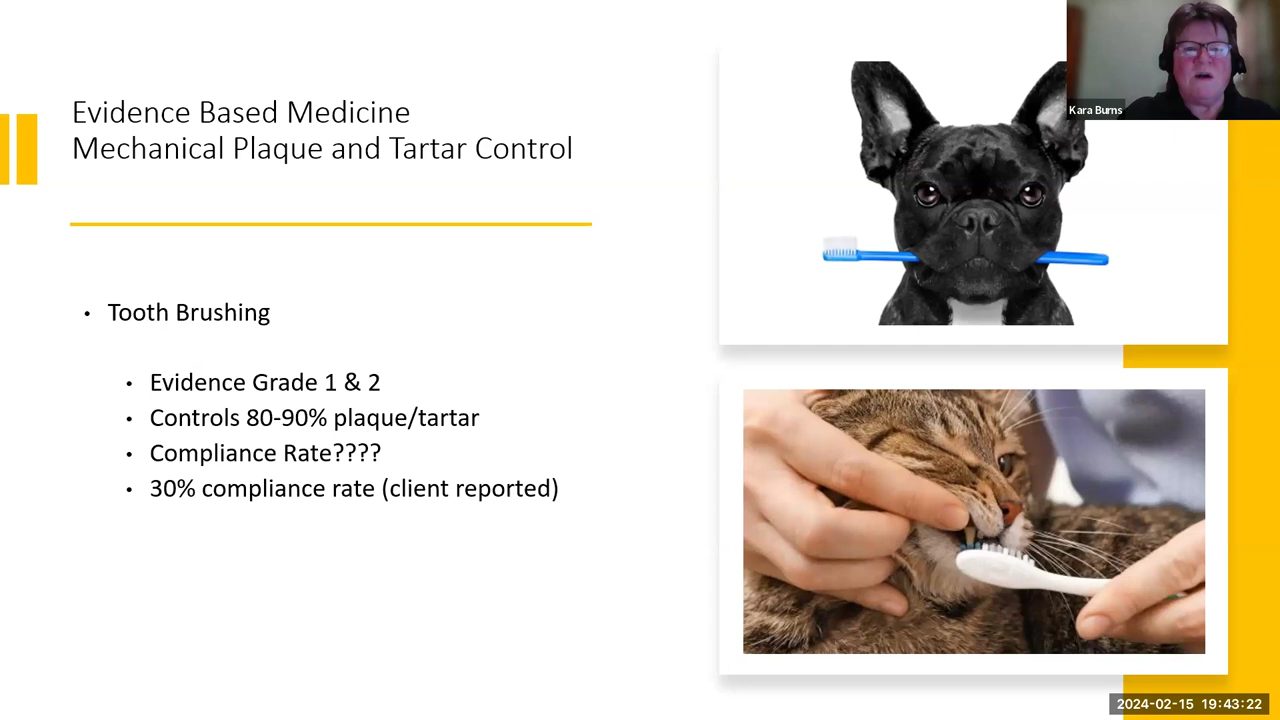 Evidence Based Medicine
Mechanical Plaque and Tartar Control
• Tooth Brushing
• Evidence Grade 1 & 2
• Controls 80-90% plaque/tartar
• Compliance Rate????
• 30% compliance rate (client reported)
Kara Burns
2024-02-15 19:43:22